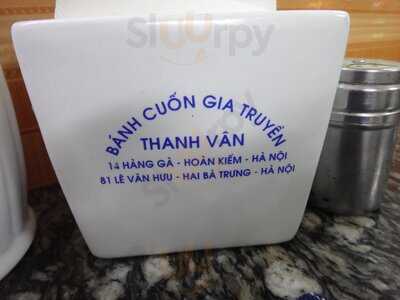 Sluurpy
BÁNH CUỐN GIA TRUYỀN
THANH VÂN
14 HÀNG GÀ - HOÀN KIẾM - HÀ NỘI
81 LÊ VĂN HƯU - HAI BÀ TRƯNG - HÀ NỘI